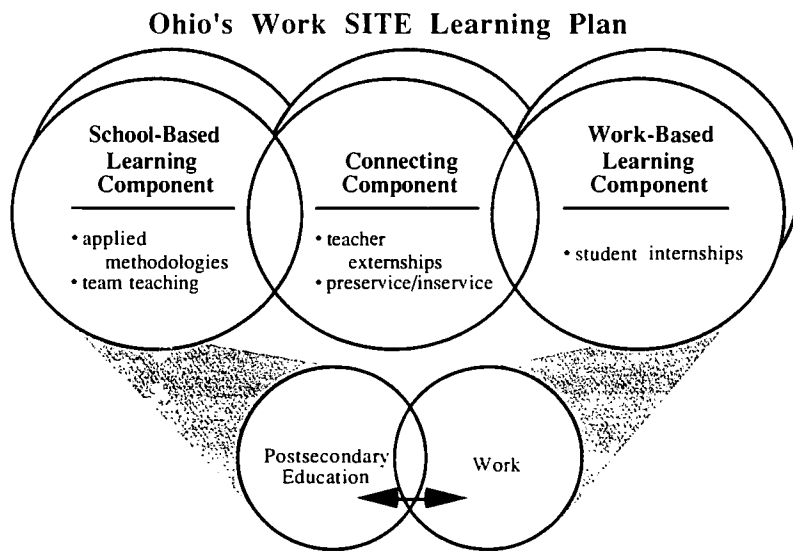 Ohio's Work SITE Learning Plan
School-Based
Learning
Component
• applied
methodologies
• team teaching
Connecting
Component
• teacher
externships
• preservice/inservice
Work-Based
Learning
Component
• student internships
Postsecondary
Education
Work